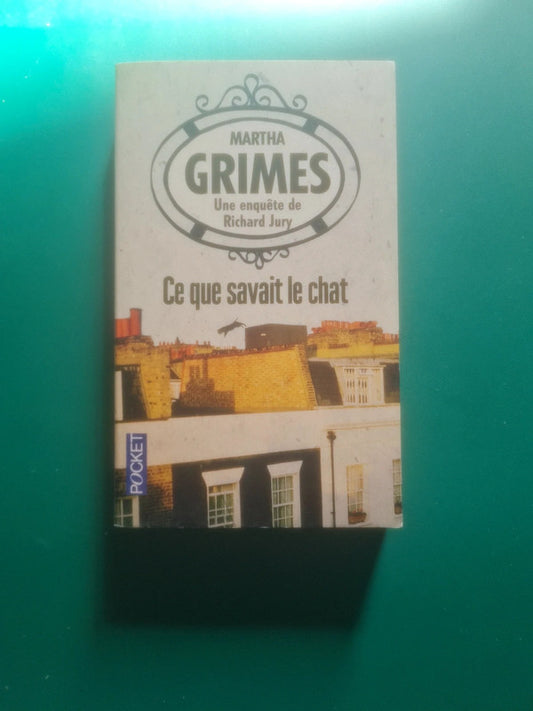 MARTHA
GRIMES
Une enquête de
Richard Jury
Ce que savait le chat
POCKET